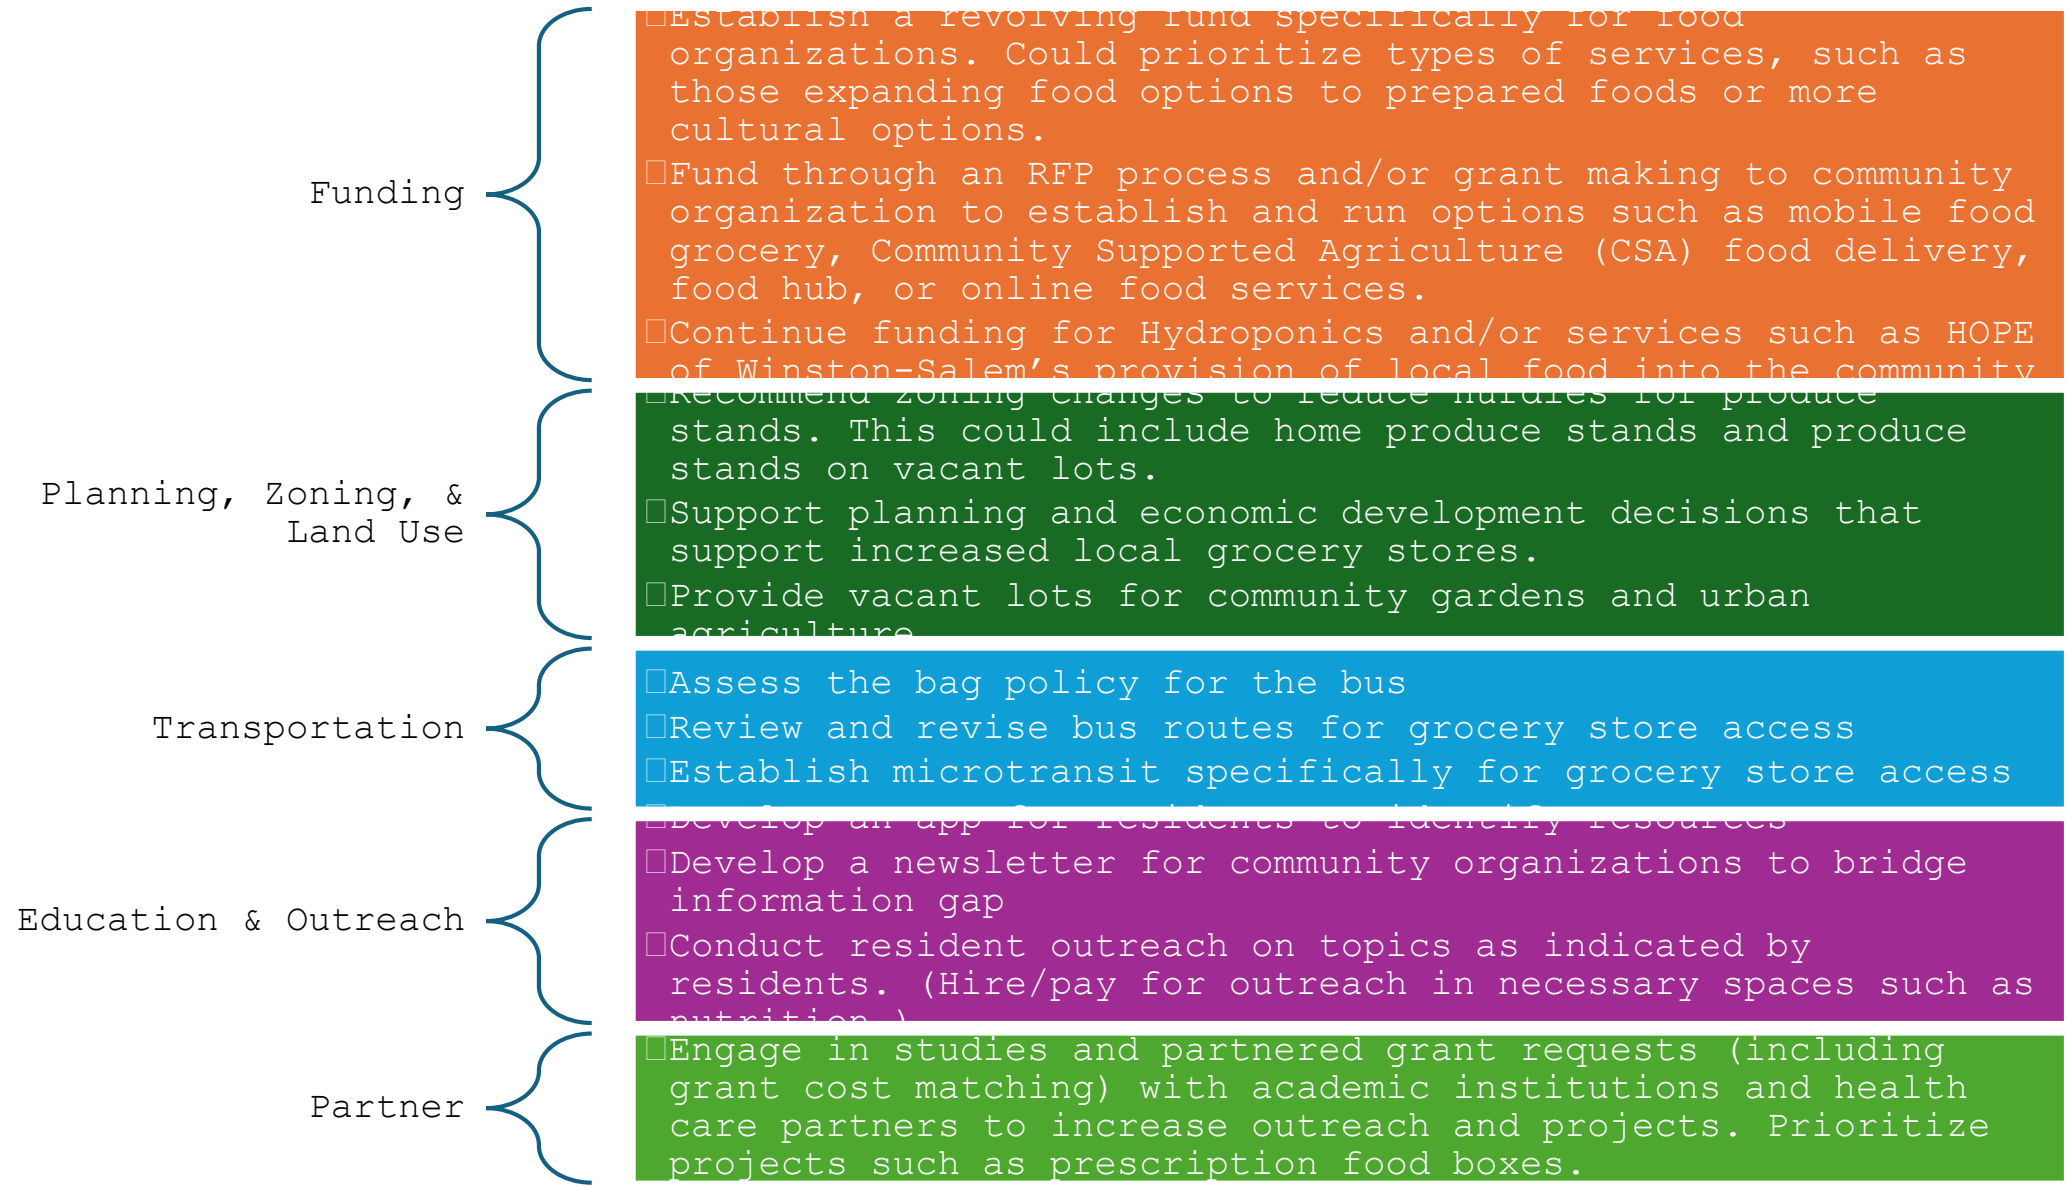 Funding
□Establish a revolving fund specifically for food
organizations. Could prioritize types of services, such as
those expanding food options to prepared foods or more
cultural options.
□Fund through an RFP process and/or grant making to community
organization to establish and run options such as mobile food
grocery, Community Supported Agriculture (CSA) food delivery,
food hub, or online food services.
□Continue funding for Hydroponics and/or services such as HOPE
of Winston-Salem’s provision of local food into the community
Planning, Zoning, &
Land Use
□Recommend zoning changes to reduce hurdles for produce
stands. This could include home produce stands and produce
stands on vacant lots.
□Support planning and economic development decisions that
support increased local grocery stores.
□Provide vacant lots for community gardens and urban
agriculture
Transportation
□Assess the bag policy for the bus
□Review and revise bus routes for grocery store access
□Establish microtransit specifically for grocery store access
Education & Outreach
□Develop an app for residents to identify resources
□Develop a newsletter for community organizations to bridge
information gap
□Conduct resident outreach on topics as indicated by
residents. (Hire/pay for outreach in necessary spaces such as
nutrition.)
Partner
□Engage in studies and partnered grant requests (including
grant cost matching) with academic institutions and health
care partners to increase outreach and projects. Prioritize
projects such as prescription food boxes.